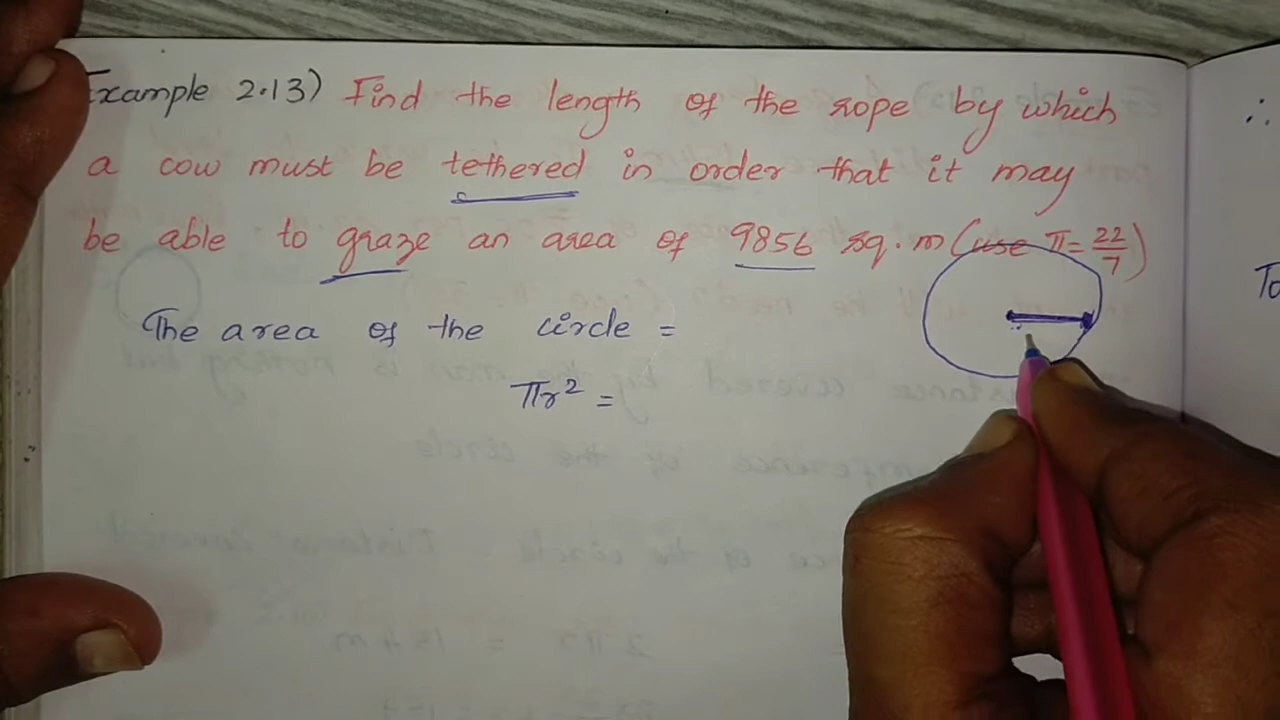 Example 2.13) Find the length of the rope by which
a cow must be tethered in order that it may
be able to graze an area of 9856 sq.m (use π = 22/7)
The area of the circle =
πr² =